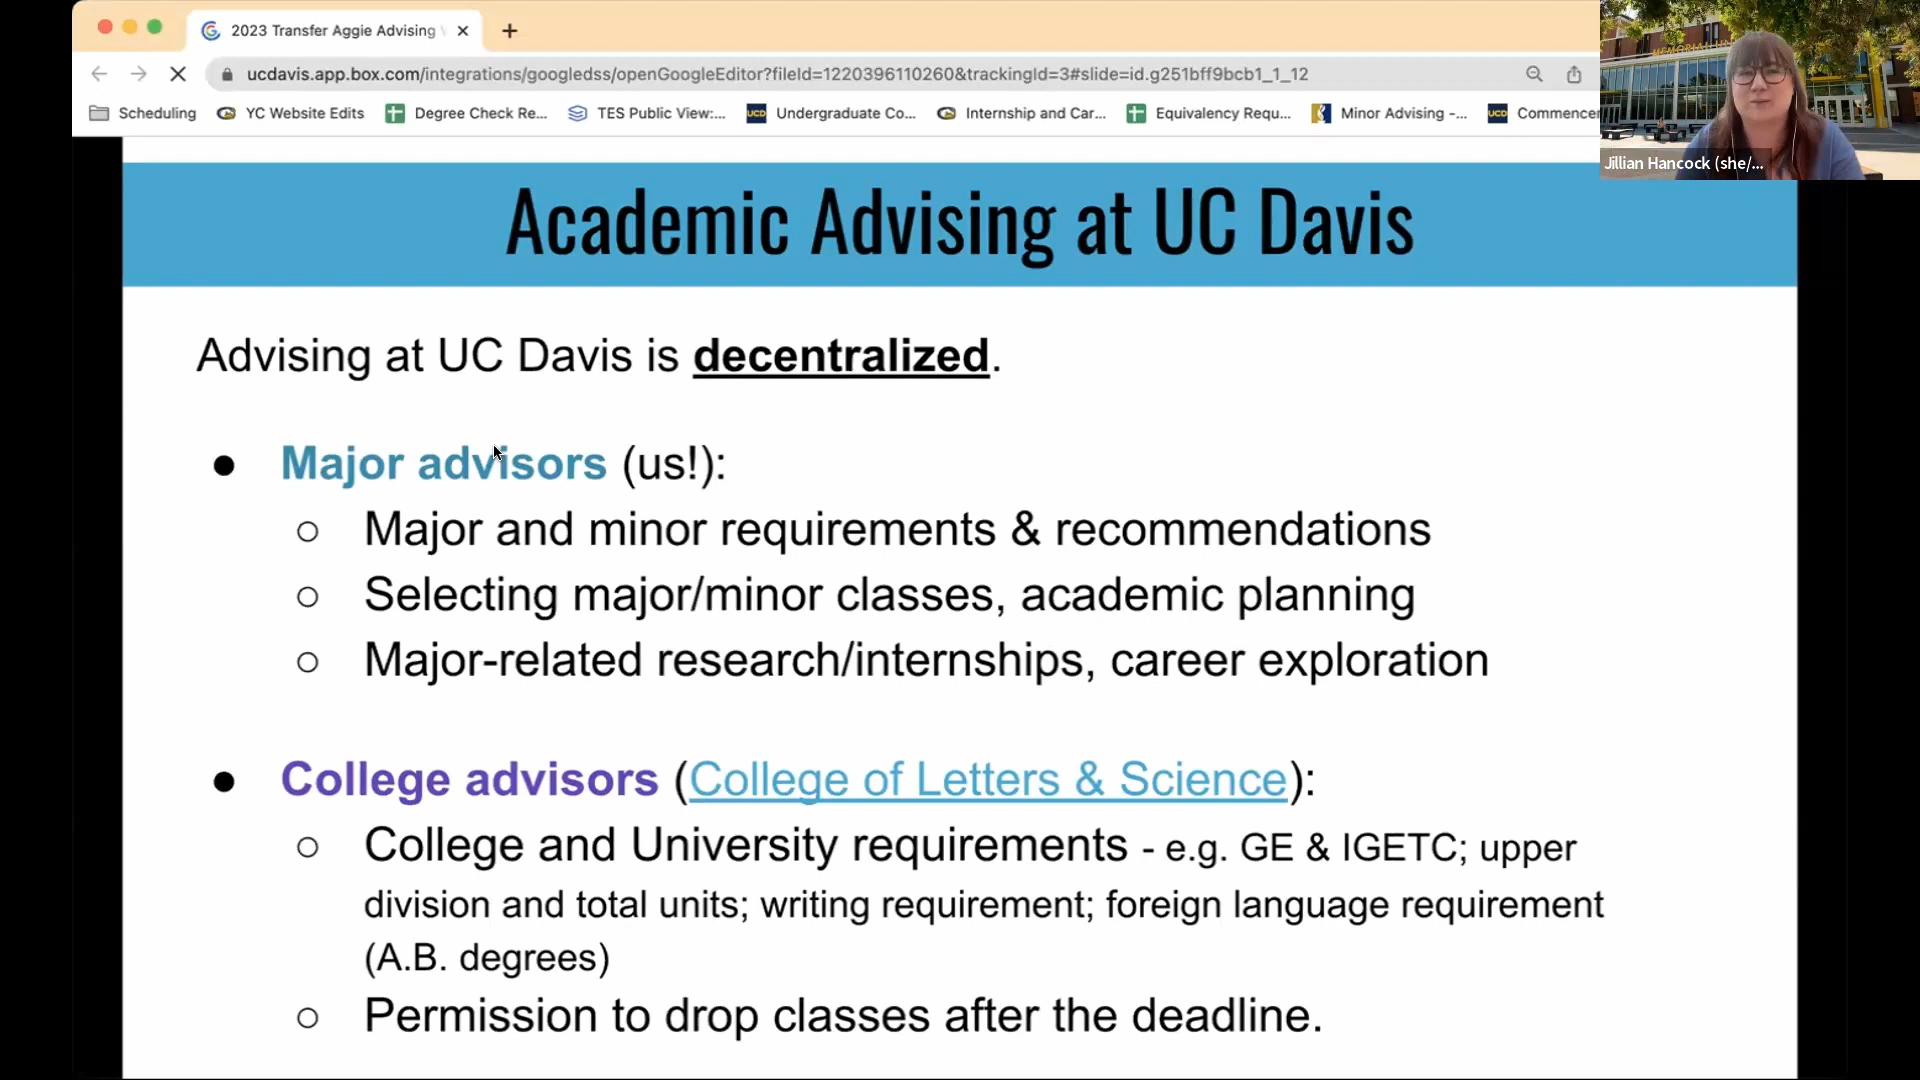 2023 Transfer Aggie Advising
ucdavis.app.box.com/integrations/googledss/openGoogleEditor?fileId=1220396110260&trackingId=3#slide=id.g251bff9bcb1_1_12
Scheduling YC Website Edits Degree Check Re... TES Public View:... UCD Undergraduate Co... Internship and Car... Equivalency Requ... Minor Advising -... UCD Commencer
MEMORIAL
Jillian Hancock (she/...
Academic Advising at UC Davis
Advising at UC Davis is decentralized.
● Major advisors (us!):
○ Major and minor requirements & recommendations
○ Selecting major/minor classes, academic planning
○ Major-related research/internships, career exploration
● College advisors (College of Letters & Science):
○ College and University requirements - e.g. GE & IGETC; upper
division and total units; writing requirement; foreign language requirement
(A.B. degrees)
○ Permission to drop classes after the deadline.